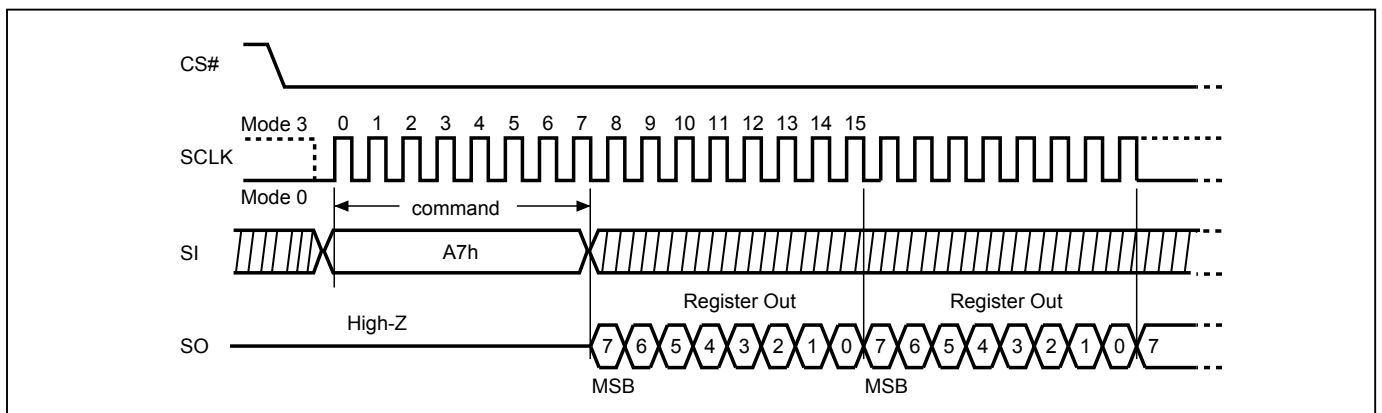 CS#
Mode 3 0 1 2 3 4 5 6 7 8 9 10 11 12 13 14 15
SCLK
Mode 0
command
SI A7h
Register Out Register Out
High-Z
SO 7 6 5 4 3 2 1 0 7 6 5 4 3 2 1 0 7
MSB MSB